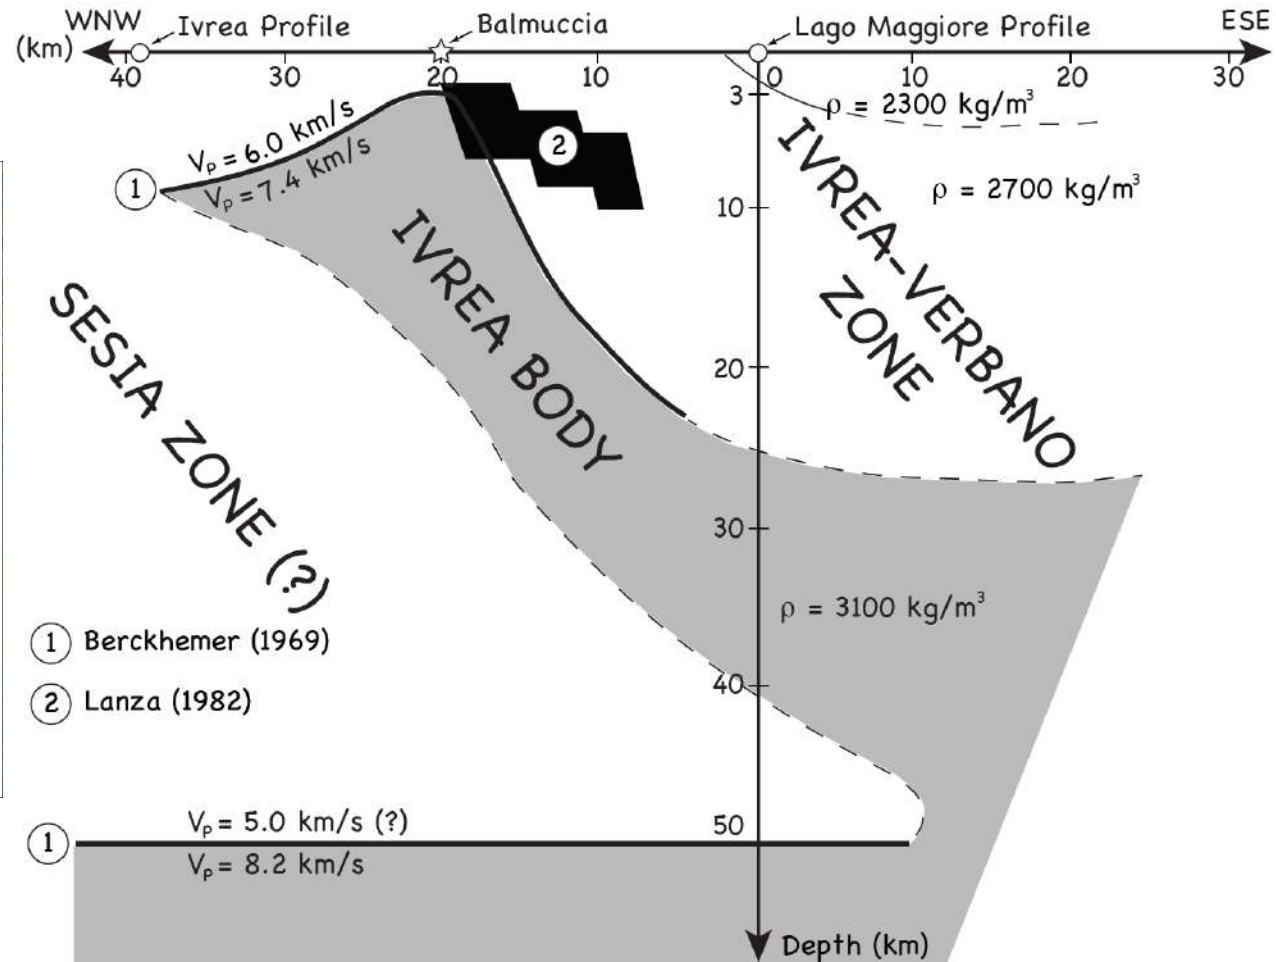 WNW
Ivrea Profile
Balmuccia
Lago Maggiore Profile
ESE
(km)
40
30
20
10
0
10
20
30
3
ρ = 2300 kg/m³
Vₚ = 6.0 km/s
Vₚ = 7.4 km/s
2
1
ρ = 2700 kg/m³
10
IVREA-VERBANO
ZONE
IVREA BODY
SESIA ZONE (?)
20
30
ρ = 3100 kg/m³
1 Berckhemer (1969)
40
2 Lanza (1982)
Vₚ = 5.0 km/s (?)
50
1
Vₚ = 8.2 km/s
Depth (km)